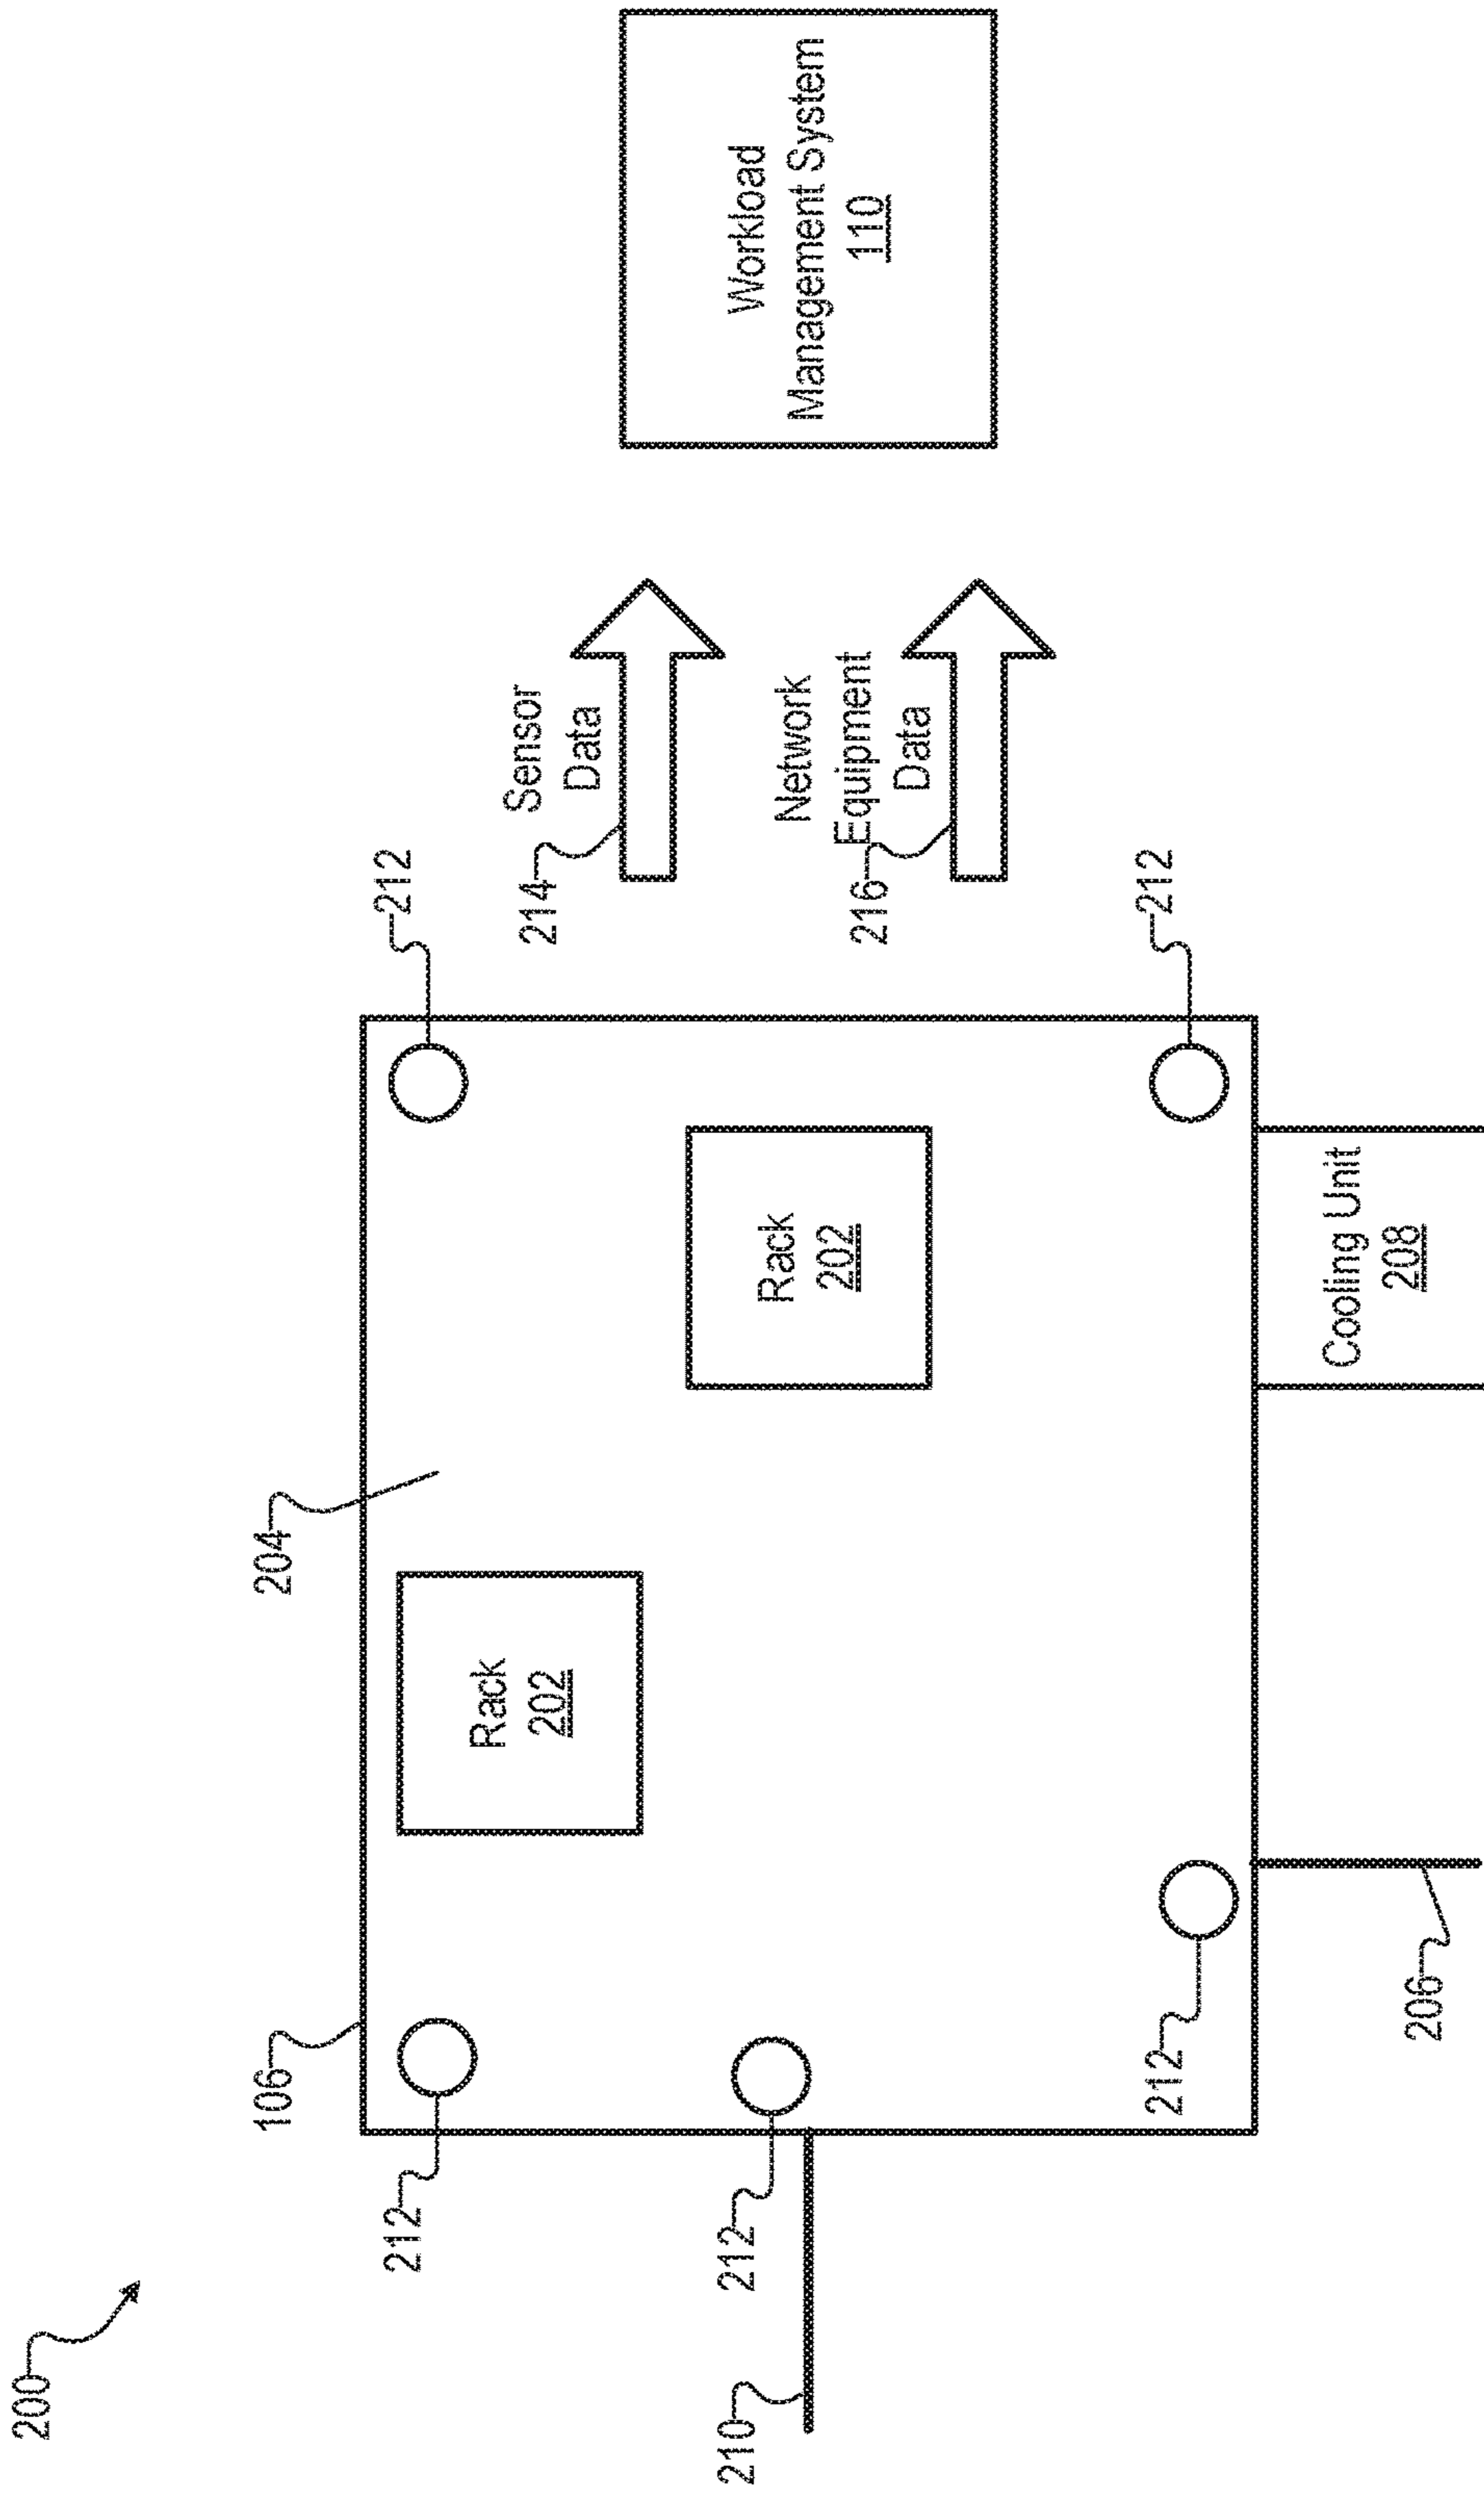 200
106
204
212
212
Rack
202
Sensor
Data
214
210
212
Rack
202
Network
Equipment
Data
216
Workload
Management System
110
212
212
206
Cooling Unit
208